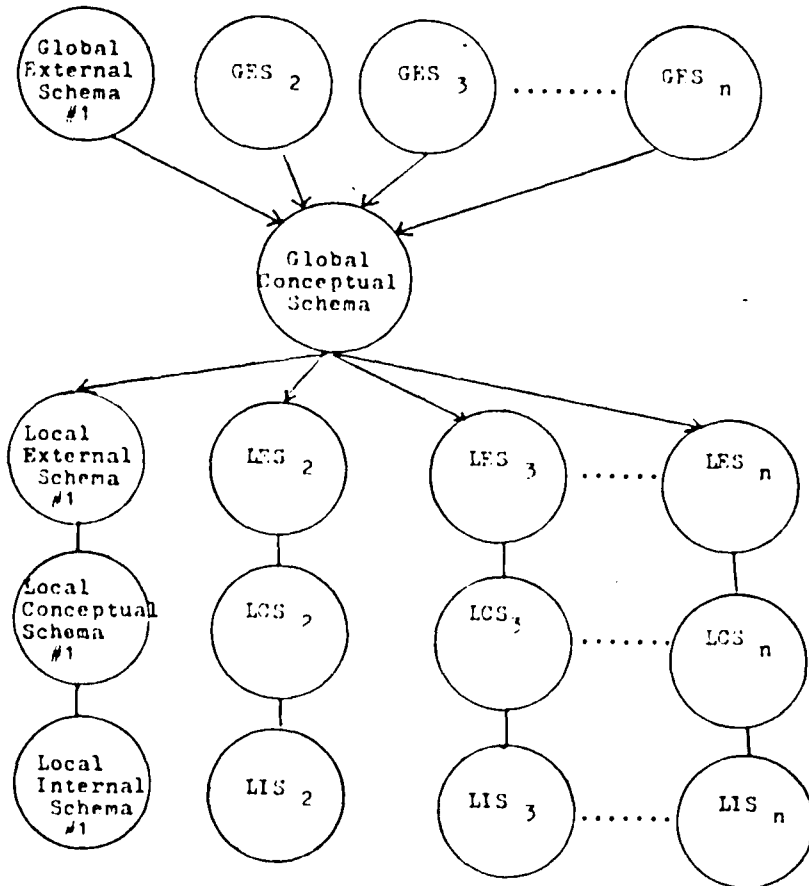 Global
External
Schema
#1
GES 2
GES 3
........
GES n
Global
Conceptual
Schema
Local
External
Schema
#1
LES 2
LES 3
.......
LES n
Local
Conceptual
Schema
#1
LCS 2
LCS 3
.......
LCS n
Local
Internal
Schema
#1
LIS 2
LIS 3
.......
LIS n